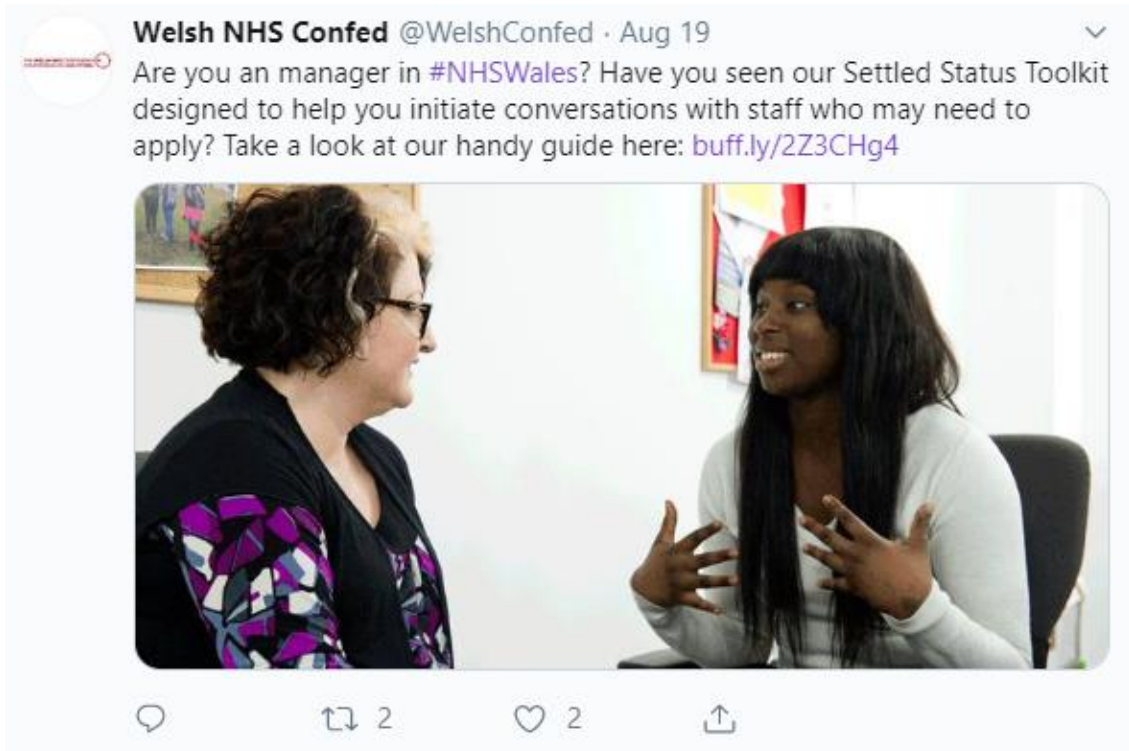 Welsh NHS Confed @WelshConfed · Aug 19
Are you an manager in #NHSWales? Have you seen our Settled Status Toolkit
designed to help you initiate conversations with staff who may need to
apply? Take a look at our handy guide here: buff.ly/2Z3CHg4
2 2